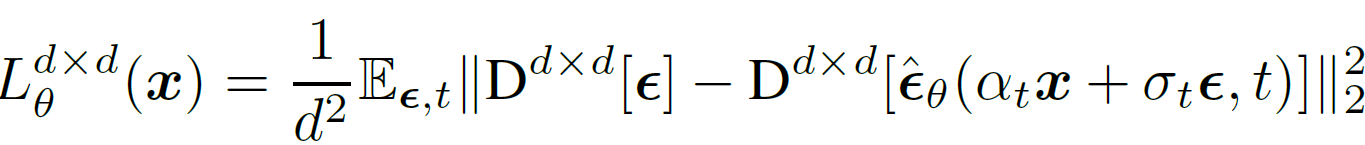 L_θ^{d×d}(x) = \frac{1}{d^2} 𝔼_{ϵ,t}‖D^{d×d}[ϵ] − D^{d×d}[\hat{ϵ}_θ(α_t x + σ_t ϵ, t)]‖_2^2